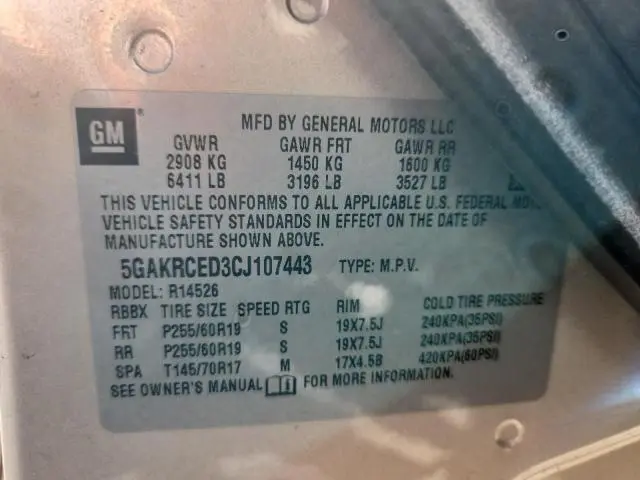 GM ®
MFD BY GENERAL MOTORS LLC
GVWR GAWR FRT GAWR RR
2908 KG 1450 KG 1600 KG
6411 LB 3196 LB 3527 LB
THIS VEHICLE CONFORMS TO ALL APPLICABLE U.S. FEDERAL
VEHICLE SAFETY STANDARDS IN EFFECT ON THE DATE OF
MANUFACTURE SHOWN ABOVE.
5GAKRCED3CJ107443 TYPE: M.P.V.
MODEL: R14526
RBBX TIRE SIZE SPEED RTG RIM COLD TIRE PRESSURE
FRT P255/60R19 S 19X7.5J 240KPA(35PSI)
RR P255/60R19 S 19X7.5J 240KPA(35PSI)
SPA T145/70R17 M 17X4.5B 420KPA(60PSI)
SEE OWNER'S MANUAL FOR MORE INFORMATION.